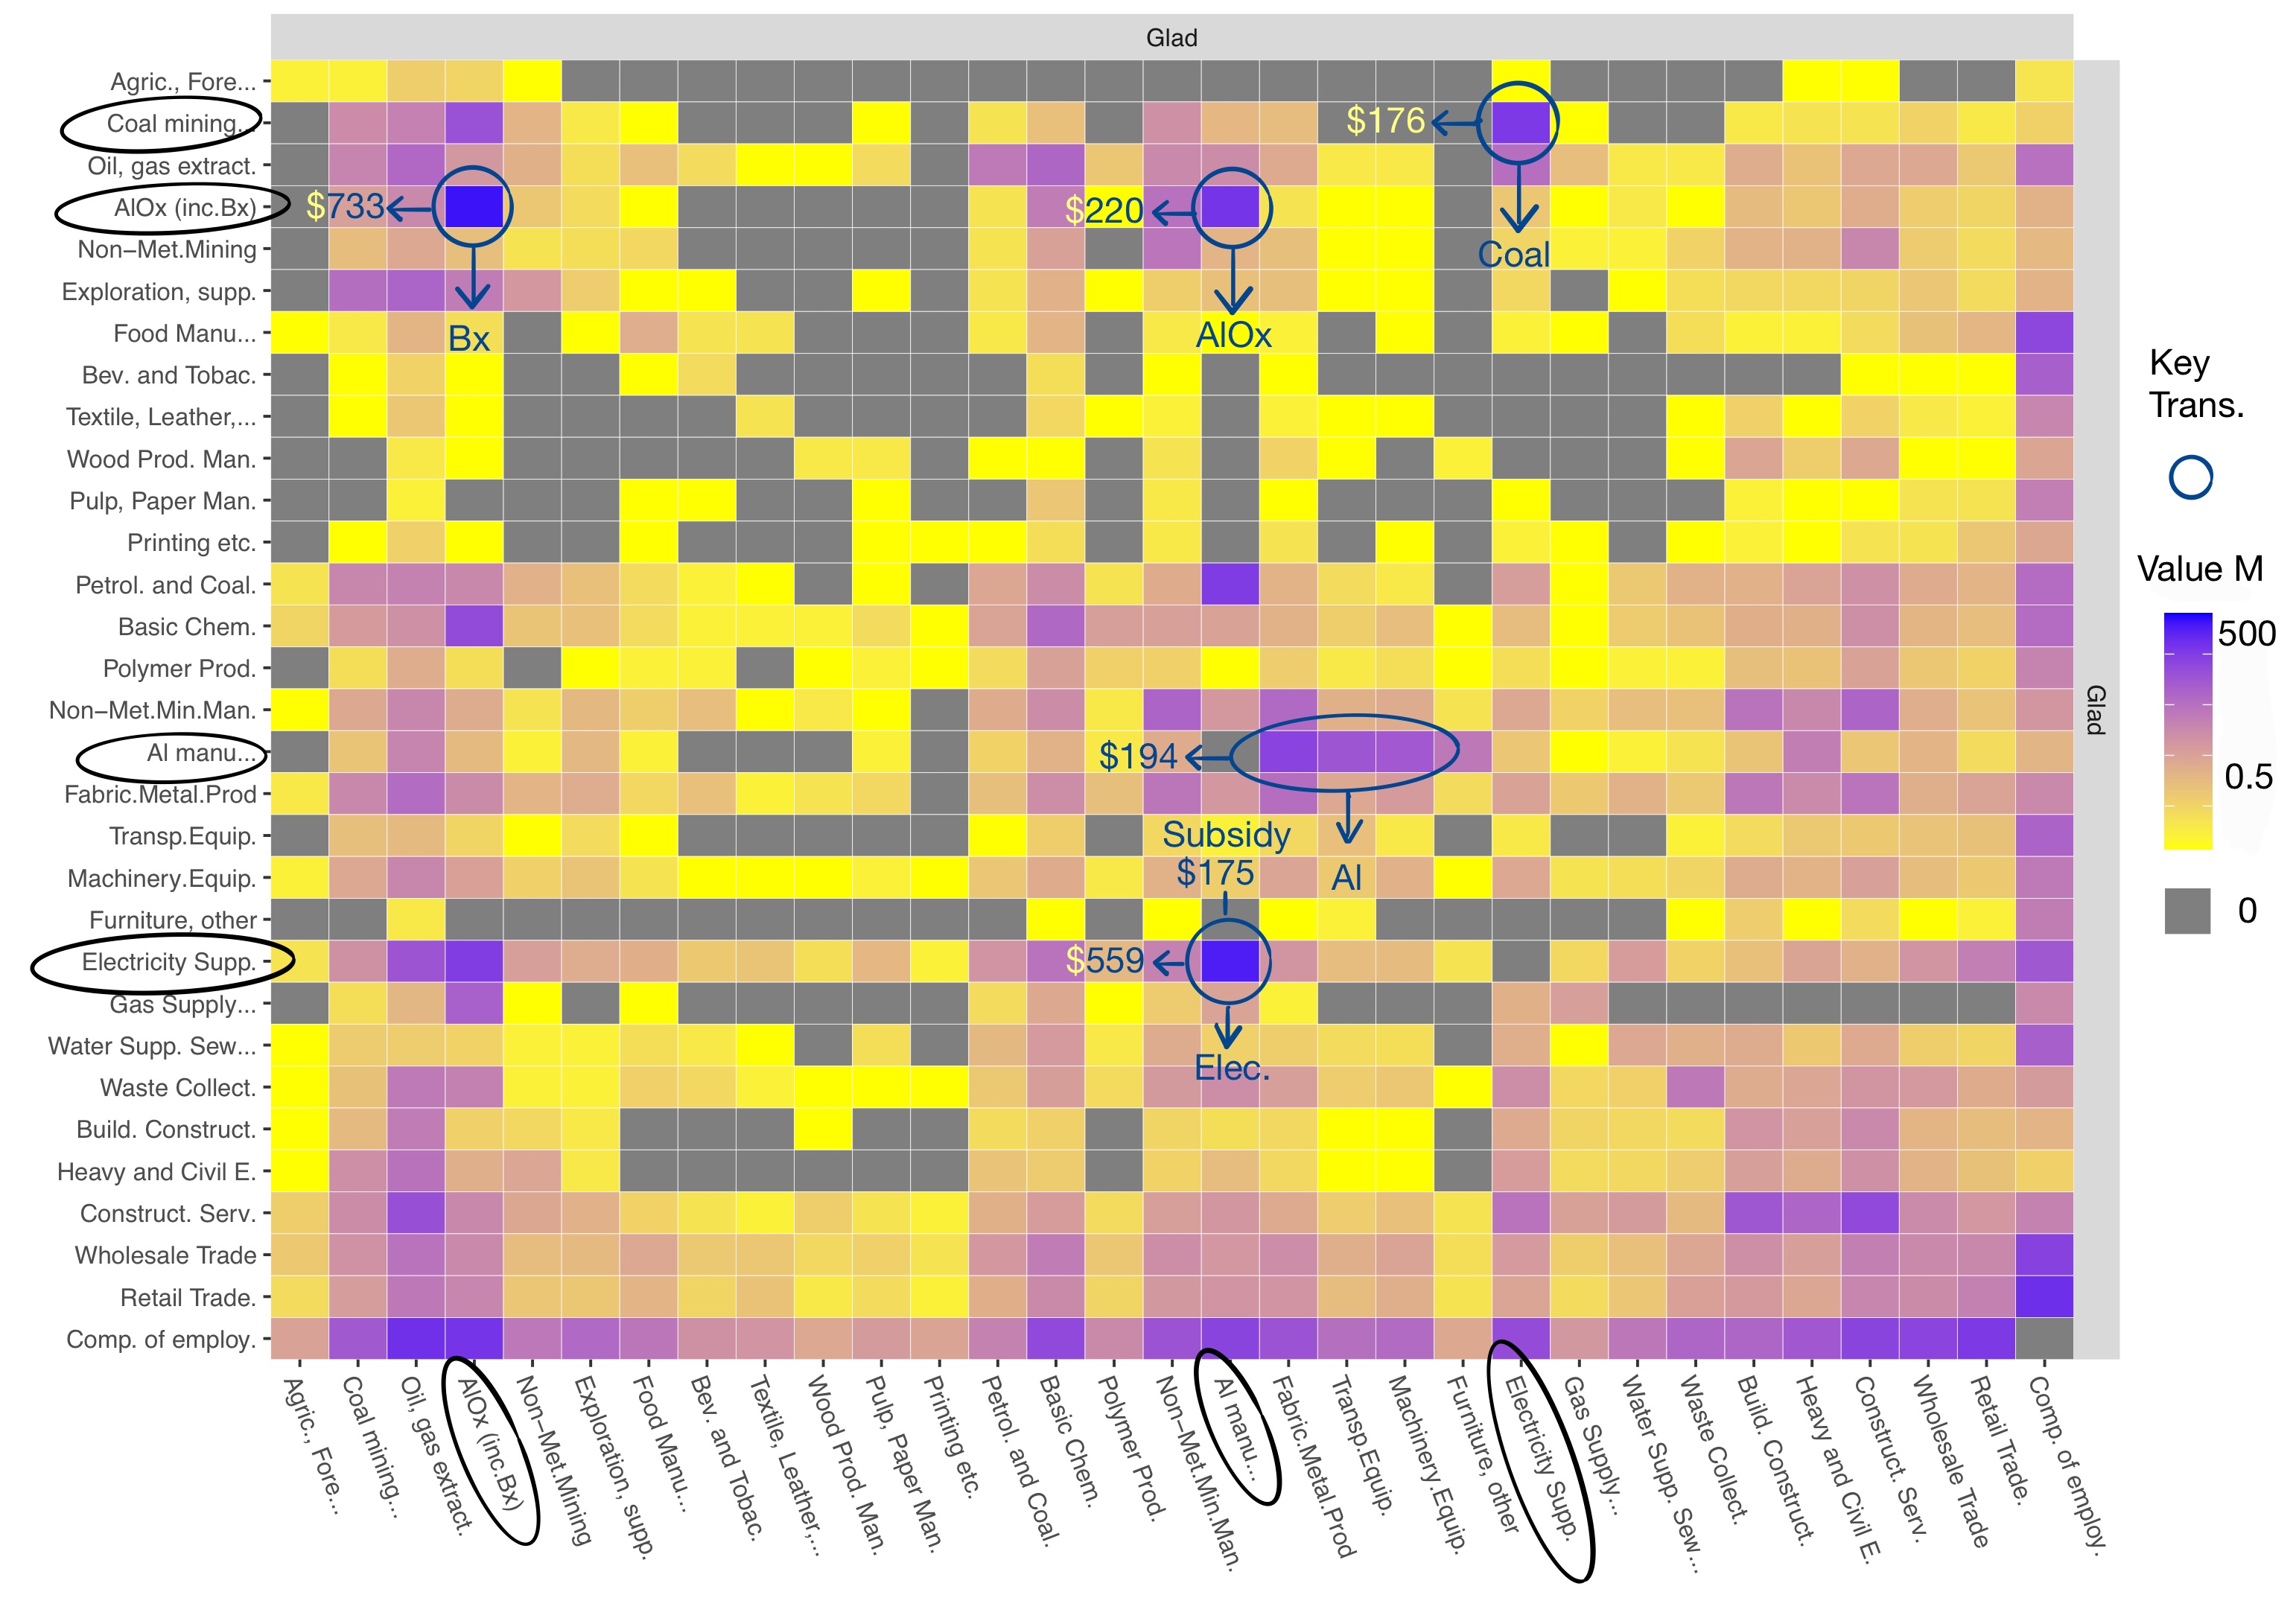 Glad
Agric., Fore...
Coal mining...
Oil, gas extract.
AlOx (inc.Bx)
Non-Met.Mining
Exploration, supp.
Food Manu...
Bev. and Tobac.
Textile, Leather,...
Wood Prod. Man.
Pulp, Paper Man.
Printing etc.
Petrol. and Coal.
Basic Chem.
Polymer Prod.
Non-Met.Min.Man.
Al manu...
Fabric.Metal.Prod
Transp.Equip.
Machinery.Equip.
Furniture, other
Electricity Supp.
Gas Supply...
Water Supp. Sew...
Waste Collect.
Build. Construct.
Heavy and Civil E.
Construct. Serv.
Wholesale Trade
Retail Trade.
Comp. of employ.
$176
Coal
$733
Bx
$220
AlOx
$194
Al
Subsidy
$175
$559
Elec.
Glad
Key
Trans.
Value M
500
0.5
0
Agric., Fore...
Coal mining...
Oil, gas extract.
AlOx (inc.Bx)
Non-Met.Mining
Exploration, supp.
Food Manu...
Bev. and Tobac.
Textile, Leather,...
Wood Prod. Man.
Pulp, Paper Man.
Printing etc.
Petrol. and Coal.
Basic Chem.
Polymer Prod.
Non-Met.Min.Man.
Al manu...
Fabric.Metal.Prod
Transp.Equip.
Machinery.Equip.
Furniture, other
Electricity Supp.
Gas Supply...
Water Supp. Sew...
Waste Collect.
Build. Construct.
Heavy and Civil E.
Construct. Serv.
Wholesale Trade
Retail Trade.
Comp. of employ.